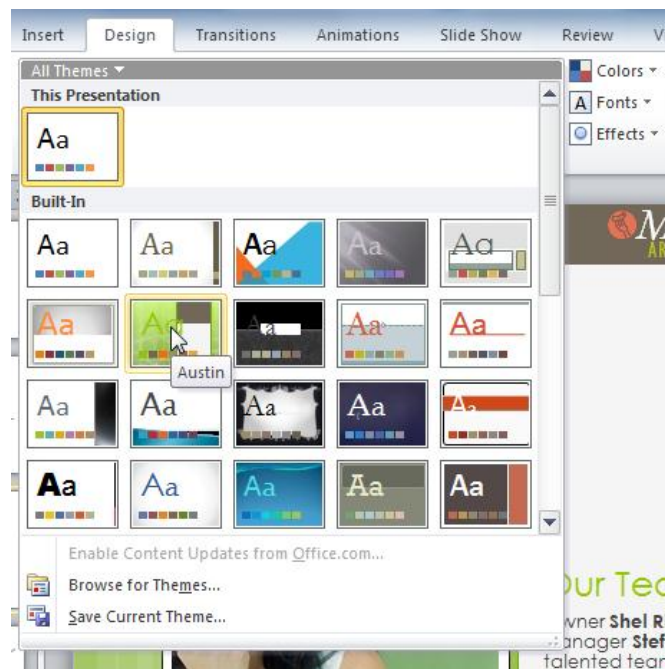 Insert Design Transitions Animations Slide Show Review
All Themes
Colors
This Presentation
Fonts
Aa
Effects
Built-In
Aa Aa Aa Aa Aa
Aa Aa Aa Aa Aa
Austin
Aa Aa Aa Aa Aa
Aa Aa Aa Aa Aa
Enable Content Updates from Office.com...
Browse for Themes...
Save Current Theme...
Our Tea
wner Shel R
anager Stef
talented team